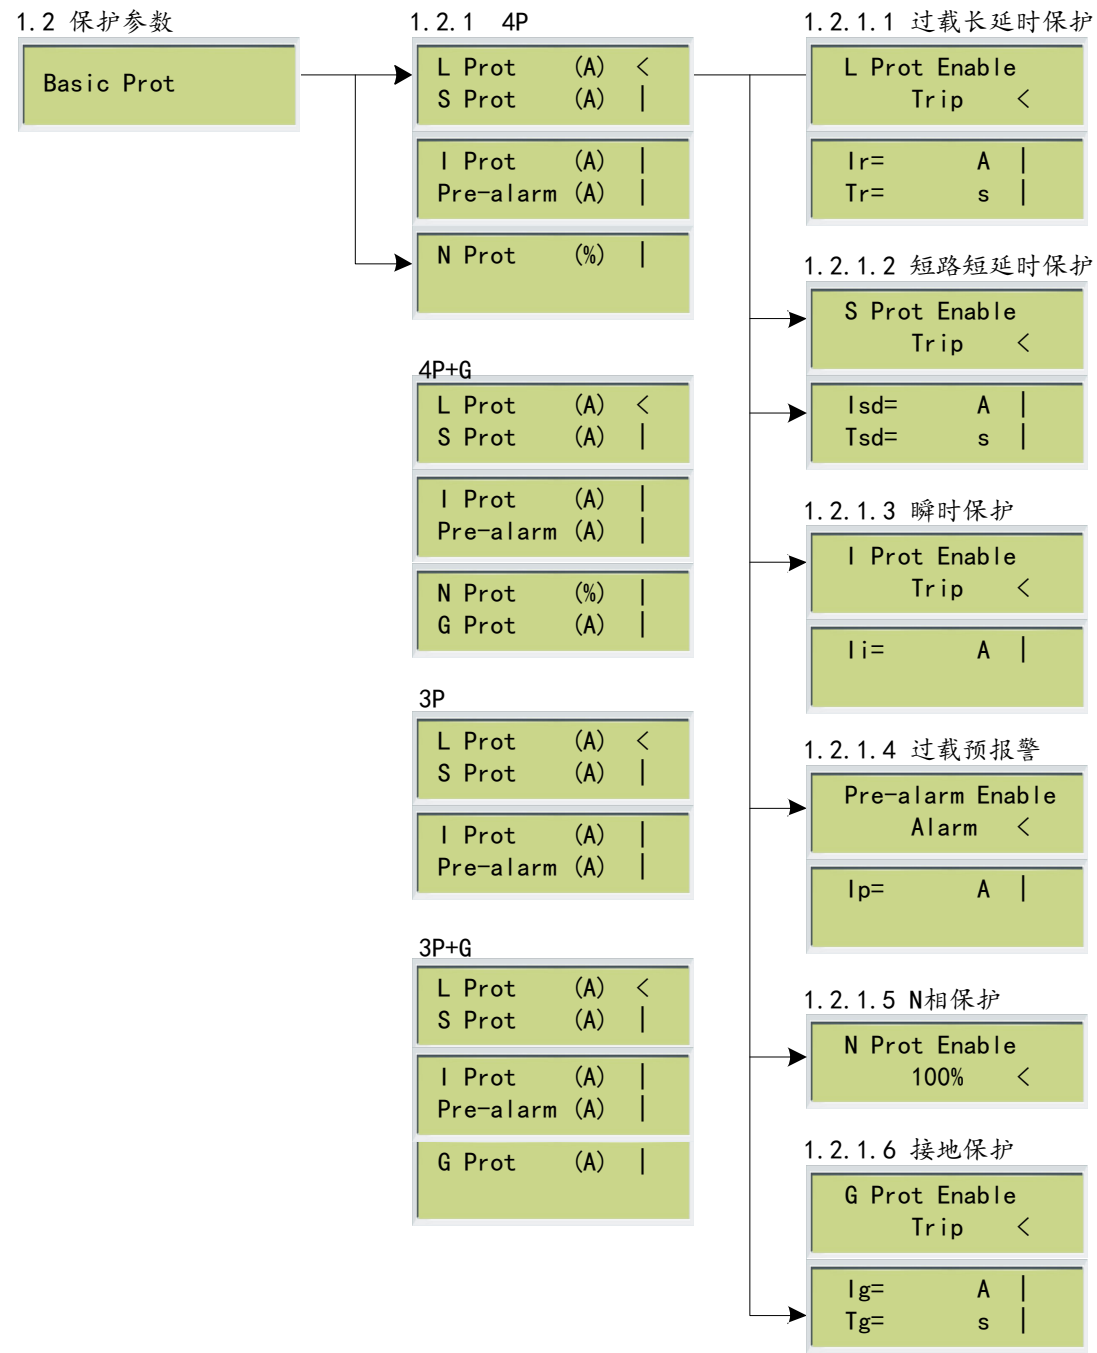 1.2 保护参数
Basic Prot
1.2.1 4P
L Prot (A) <
S Prot (A) |
I Prot (A) |
Pre-alarm (A) |
N Prot (%) |
4P+G
L Prot (A) <
S Prot (A) |
I Prot (A) |
Pre-alarm (A) |
N Prot (%) |
G Prot (A) |
3P
L Prot (A) <
S Prot (A) |
I Prot (A) |
Pre-alarm (A) |
3P+G
L Prot (A) <
S Prot (A) |
I Prot (A) |
Pre-alarm (A) |
G Prot (A) |
1.2.1.1 过载长延时保护
L Prot Enable
Trip <
Ir= A |
Tr= s |
1.2.1.2 短路短延时保护
S Prot Enable
Trip <
Isd= A |
Tsd= s |
1.2.1.3 瞬时保护
I Prot Enable
Trip <
Ii= A |
1.2.1.4 过载预报警
Pre-alarm Enable
Alarm <
Ip= A |
1.2.1.5 N相保护
N Prot Enable
100% <
1.2.1.6 接地保护
G Prot Enable
Trip <
Ig= A |
Tg= s |